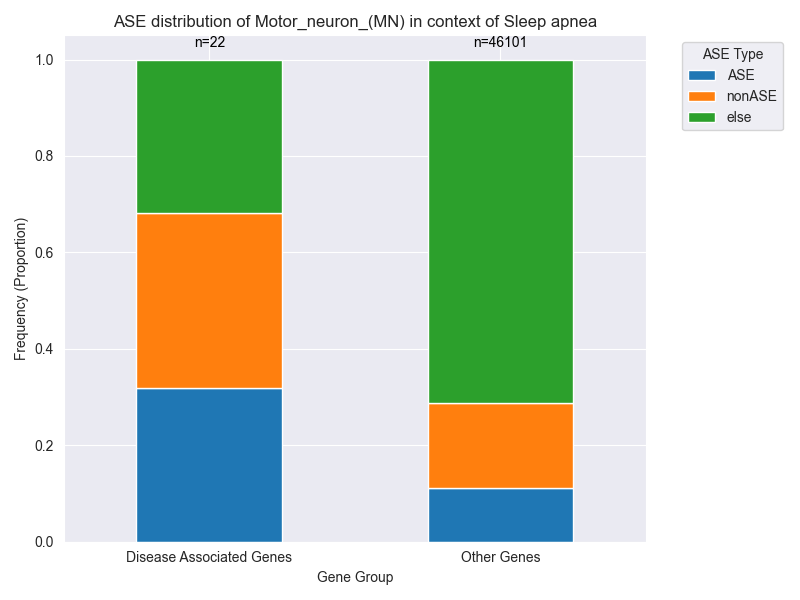 ASE distribution of Motor_neuron_(MN) in context of Sleep apnea
n=22
n=46101
ASE Type
ASE
nonASE
else
Frequency (Proportion)
1.0
0.8
0.6
0.4
0.2
0.0
Disease Associated Genes
Other Genes
Gene Group